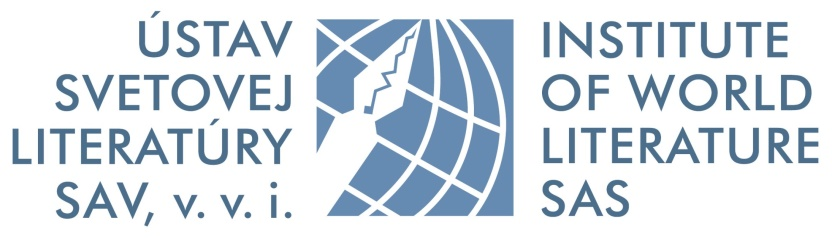 ÚSTAV
SVETOVEJ
LITERATÚRY
SAV, v. v. i.
INSTITUTE
OF WORLD
LITERATURE
SAS